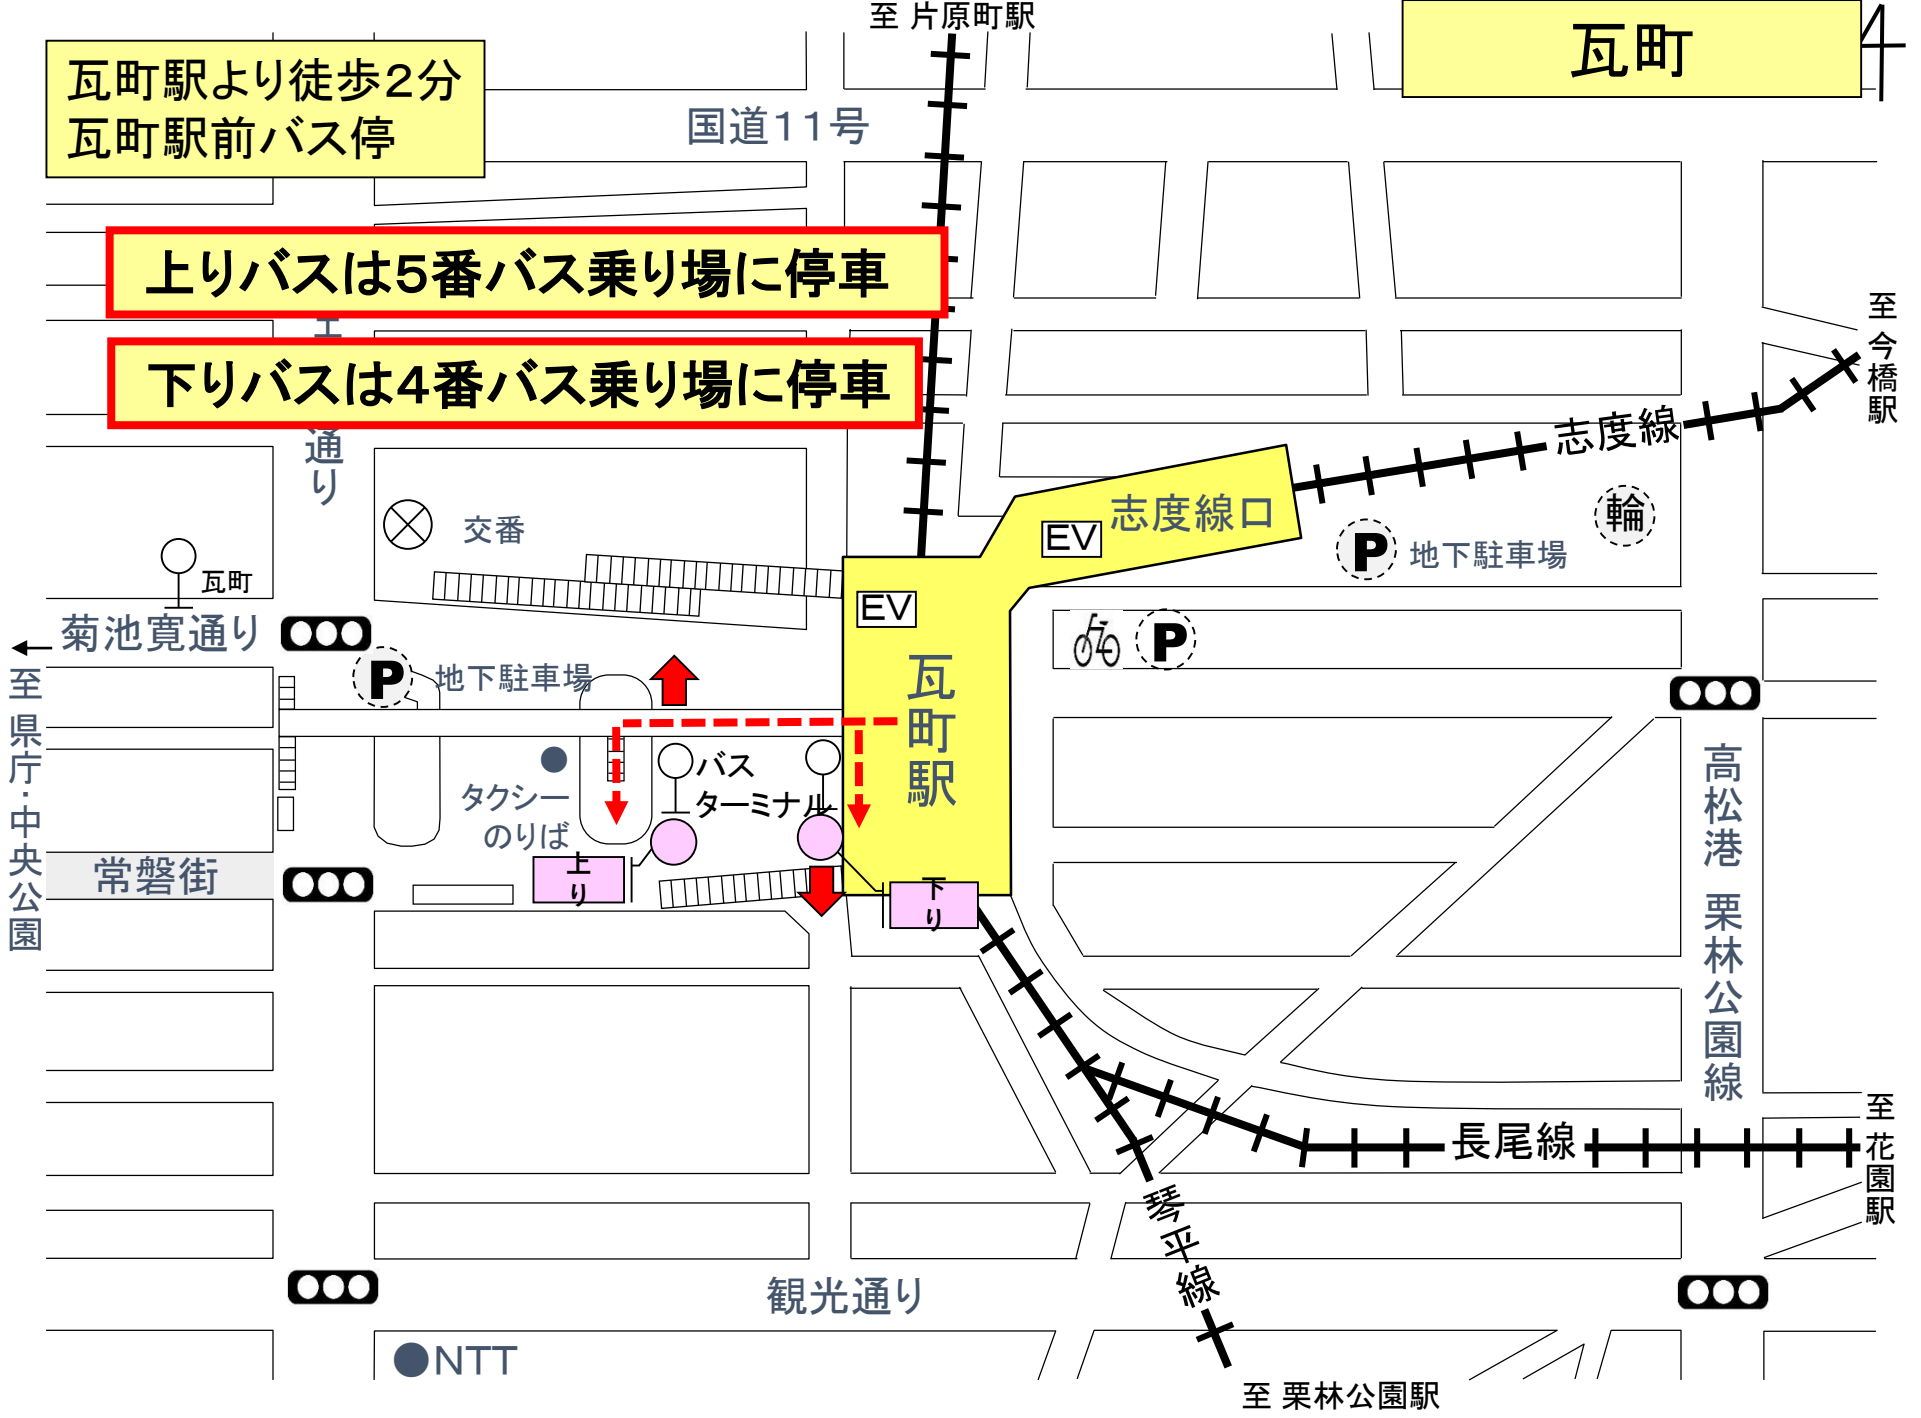 至 片原町駅
瓦町
瓦町駅より徒歩2分
瓦町駅前バス停
国道11号
上りバスは5番バス乗り場に停車
下りバスは4番バス乗り場に停車
通り
至 今橋駅
志度線
志度線口
EV
輪
P
地下駐車場
交番
瓦町
EV
菊池寛通り
P
地下駐車場
P
至 県庁・中央公園
瓦町駅
バス
ターミナル
タクシー
のりば
上り
下り
常磐街
高松港 栗林公園線
長尾線
至 花園駅
琴平線
観光通り
NTT
至 栗林公園駅